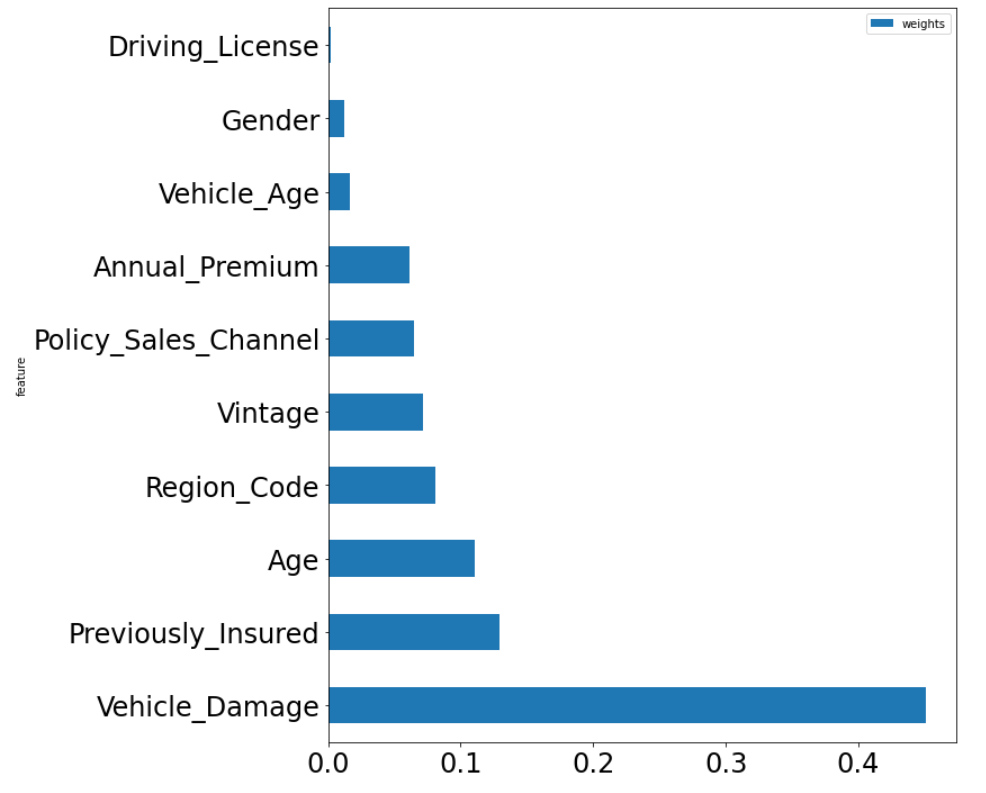 weights
Driving_License
Gender
Vehicle_Age
Annual_Premium
Policy_Sales_Channel
Vintage
Region_Code
Age
Previously_Insured
Vehicle_Damage
feature
0.0 0.1 0.2 0.3 0.4